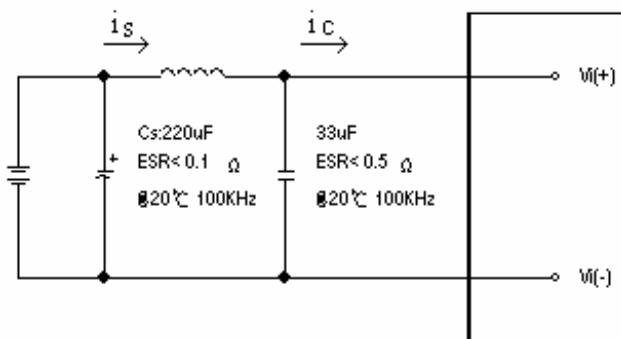 is
ic
Vi(+)
Cs:220uF
ESR< 0.1 Ω
@20℃ 100KHz
+
33uF
ESR< 0.5 Ω
@20℃ 100KHz
Vi(-)